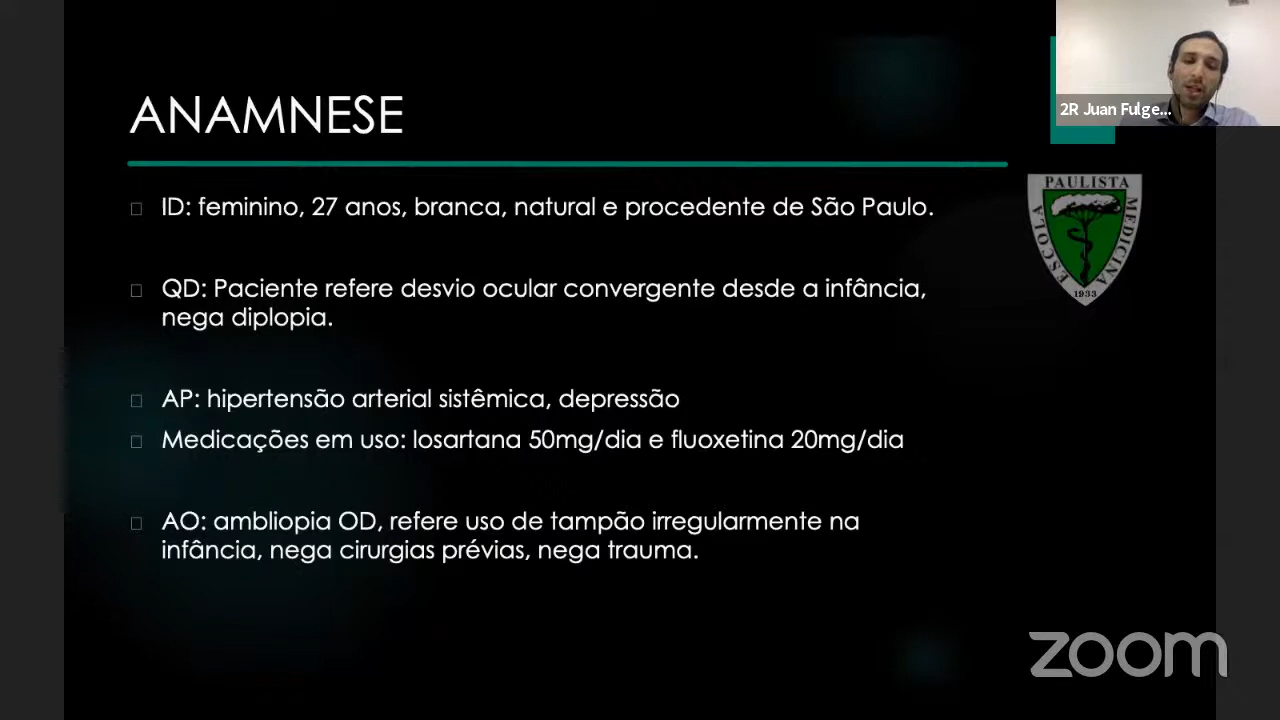 ANAMNESE
ID: feminino, 27 anos, branca, natural e procedente de São Paulo.
QD: Paciente refere desvio ocular convergente desde a infância,
nega diplopia.
AP: hipertensão arterial sistêmica, depressão
Medicações em uso: losartana 50mg/dia e fluoxetina 20mg/dia
AO: ambliopia OD, refere uso de tampão irregularmente na
infância, nega cirurgias prévias, nega trauma.
2R Juan Fulge...
ESCOLA PAULISTA MEDICINA
1933
zoom